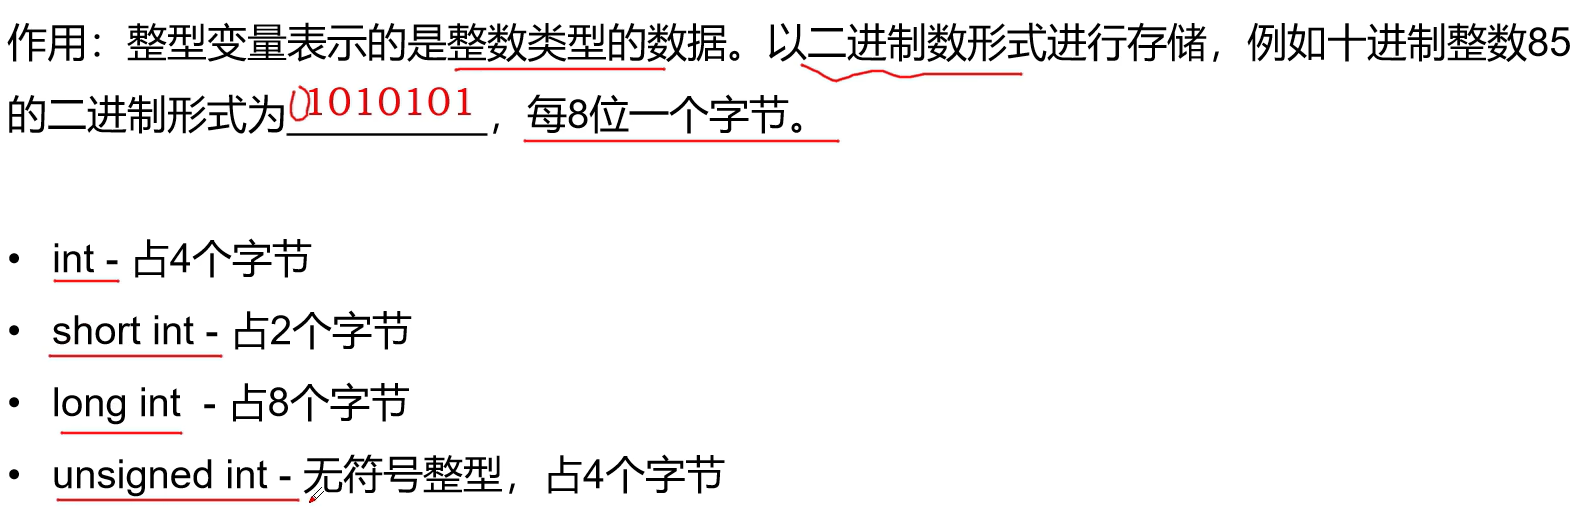 作用：整型变量表示的是整数类型的数据。以二进制数形式进行存储，例如十进制整数85
的二进制形式为01010101，每8位一个字节。
• int - 占4个字节
• short int - 占2个字节
• long int - 占8个字节
• unsigned int - 无符号整型，占4个字节